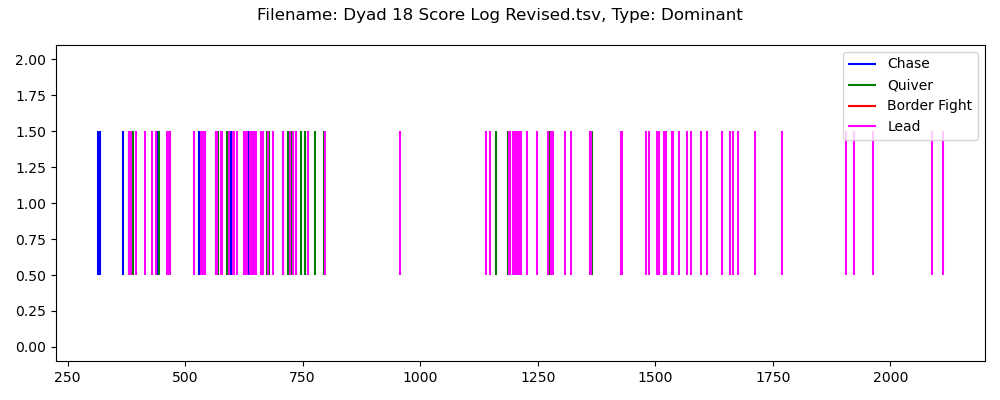 Filename: Dyad 18 Score Log Revised.tsv, Type: Dominant
2.00
1.75
1.50
1.25
1.00
0.75
0.50
0.25
0.00
Chase
Quiver
Border Fight
Lead
250 500 750 1000 1250 1500 1750 2000